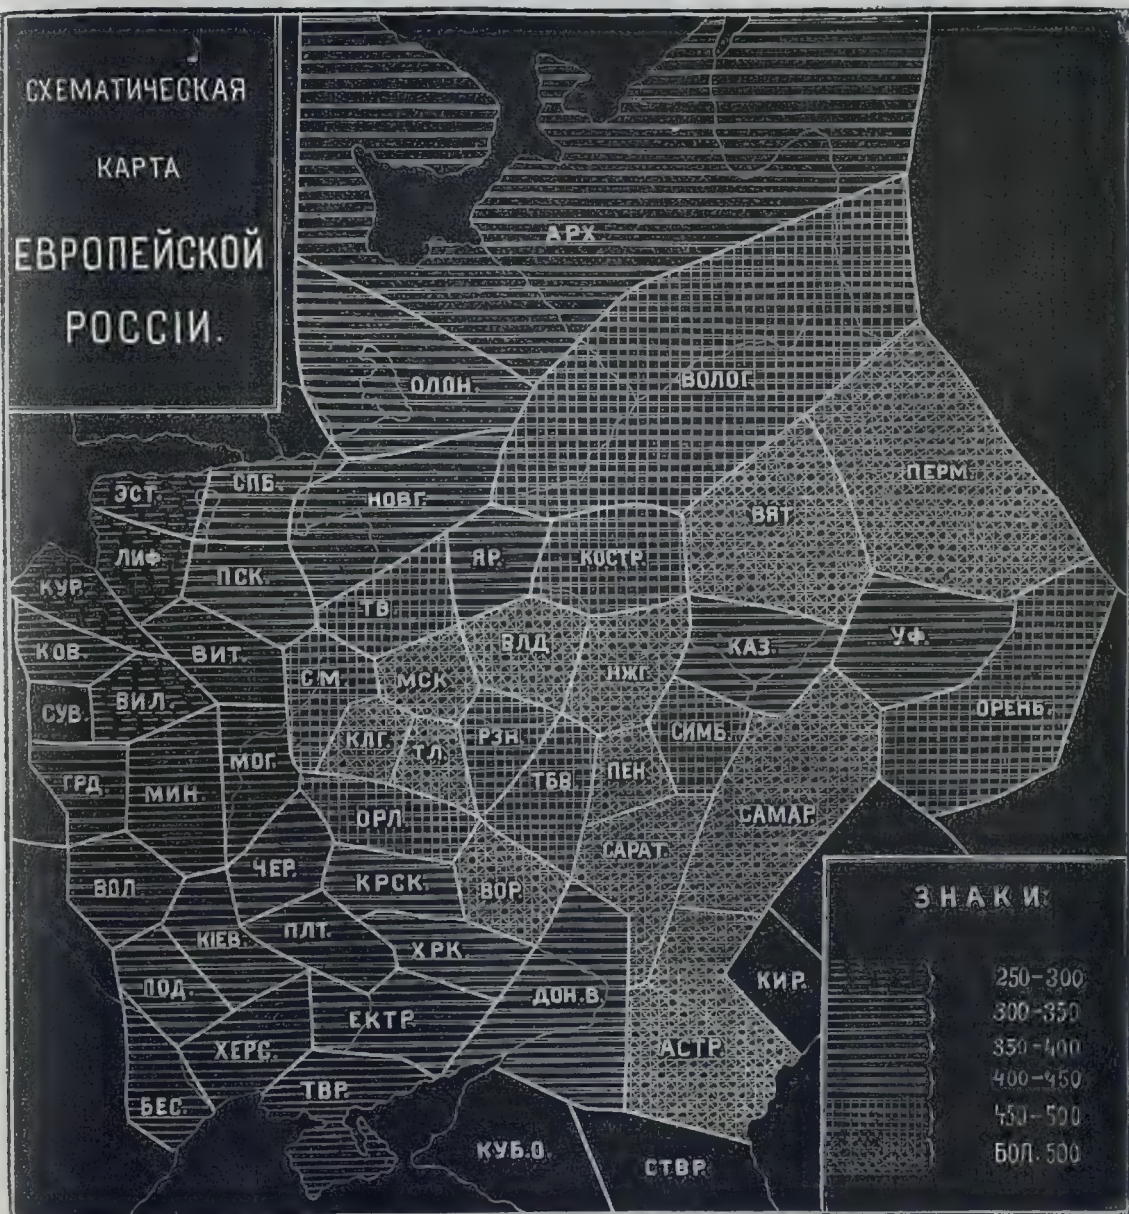 СХЕМАТИЧЕСКАЯ
КАРТА
ЕВРОПЕЙСКОЙ
РОССІИ.
АРХ
ОЛОН.
ВОЛОГ.
ПЕРМ.
ЭСТ.
СПБ.
НОВГ.
ВЯТ
ЛИФ.
ПСК.
ЯР.
КОСТР.
КУР.
ТВ.
ВЛД
КАЗ.
УФ.
КОВ.
ВИТ.
СМ.
МСК.
НЖГ.
СУВ.
ВИЛ.
КЛГ.
ТЛ.
РЗН.
СИМБ.
ОРЕНБ.
ГРД.
МИН.
МОГ.
ТБВ.
ПЕН.
ОРЛ.
САМАР.
ВОЛ.
ЧЕР.
КРСК.
ВОР.
САРАТ.
КІЕВ.
ПЛТ.
ХРК.
ПОД.
ЕКТР.
ДОН.В.
КИР.
ХЕРС.
АСТР.
БЕС.
ТВР.
КУБ.О.
СТВР.
ЗНАКИ:
250-300
300-350
350-400
400-450
450-500
БОЛ. 500